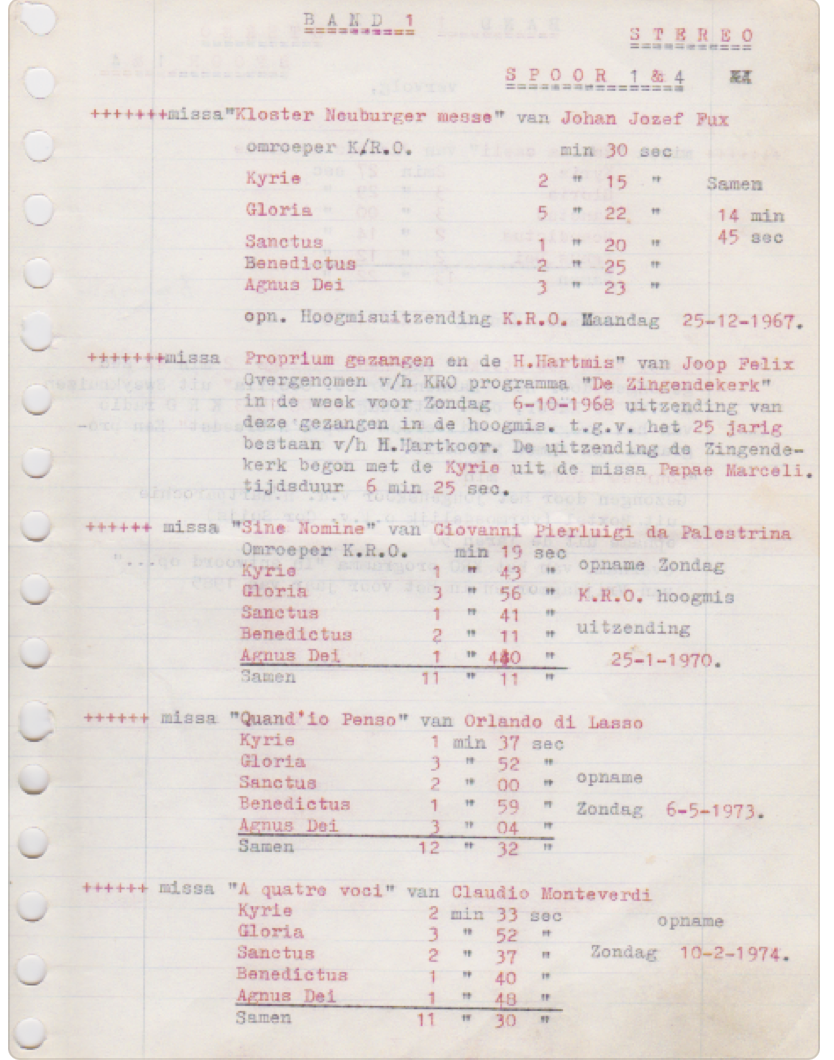 B A N D 1
S T E R E O
S P O O R 1 & 4
+++++++missa"Kloster Neuburger messe" van Johan Jozef Fux
omroeper K/R.O. min 30 sec
Kyrie 2 " 15 " Samen
Gloria 5 " 22 " 14 min
Sanctus 1 " 20 " 45 sec
Benedictus 2 " 25 "
Agnus Dei 3 " 23 "
opn. Hoogmisuitzending K.R.O. Maandag 25-12-1967.
+++++++missa Proprium gezangen en de H.Hartmis" van Joop Felix
Overgenomen v/h KRO programma "De Zingendekerk"
in de week voor Zondag 6-10-1968 uitzending van
deze gezangen in de hoogmis. t.g.v. het 25 jarig
bestaan v/h H.Hartkoor. De uitzending de Zingende-
kerk begon met de Kyrie uit de missa Papae Marceli.
tijdsduur 6 min 25 sec.
++++++ missa "Sine Nomine" van Giovanni Pierluigi da Palestrina
Omroeper K.R.O. min 19 sec opname Zondag
Kyrie 1 " 43 "
Gloria 3 " 56 " K.R.O. hoogmis
Sanctus 1 " 41 "
Benedictus 2 " 11 " uitzending
Agnus Dei 1 " 40 " 25-1-1970.
Samen 11 " 11 "
++++++ missa "Quand'io Penso" van Orlando di Lasso
Kyrie 1 min 37 sec
Gloria 3 " 52 "
Sanctus 2 " 00 " opname
Benedictus 1 " 59 " Zondag 6-5-1973.
Agnus Dei 3 " 04 "
Samen 12 " 32 "
++++++ missa "A quatre voci" van Claudio Monteverdi
Kyrie 2 min 33 sec opname
Gloria 3 " 52 "
Sanctus 2 " 37 " Zondag 10-2-1974.
Benedictus 1 " 40 "
Agnus Dei 1 " 48 "
Samen 11 " 30 "